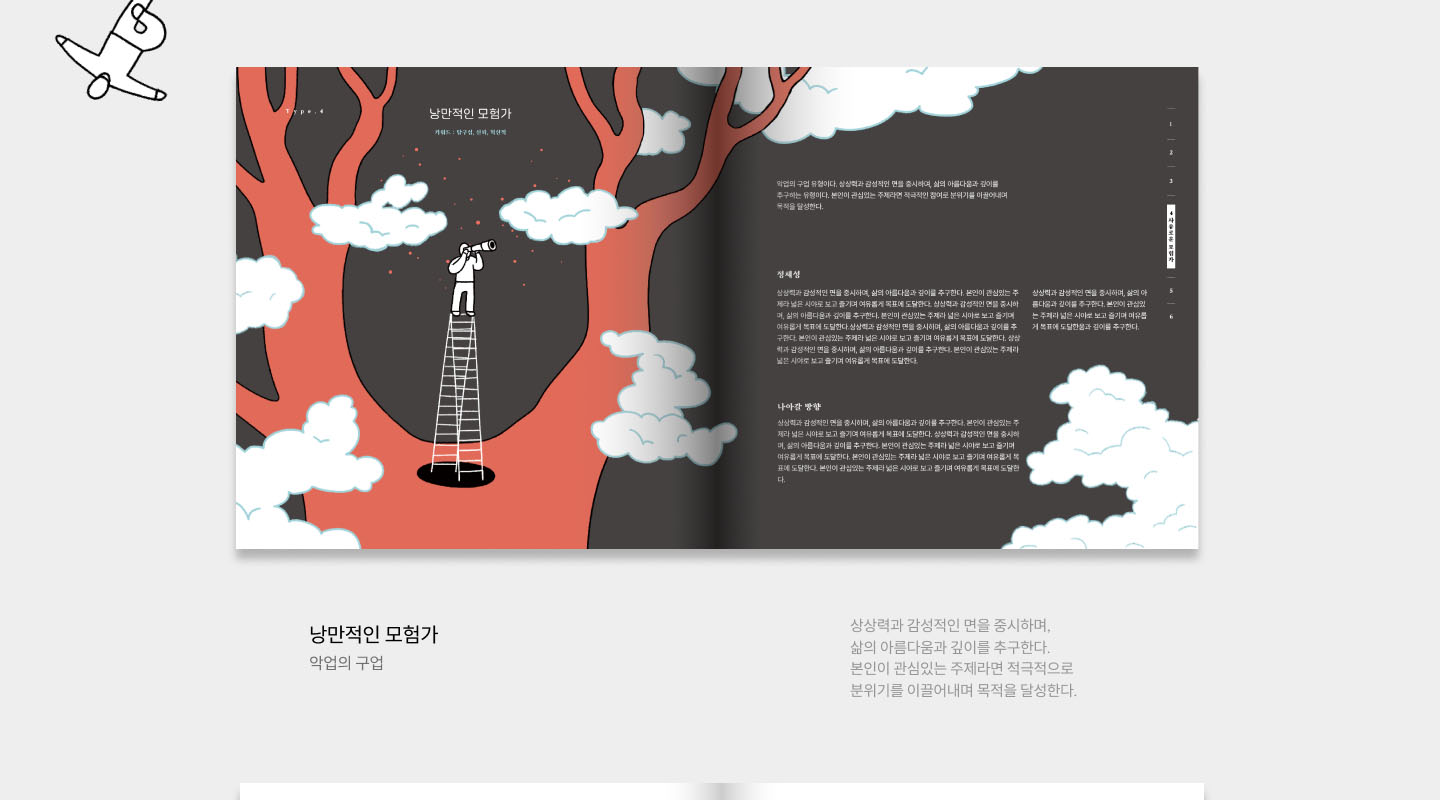 Type.4
낭만적인 모험가
키워드 : 탐구심, 신뢰, 헌신적
악업의 구업 유형이다. 상상력과 감성적인 면을 중시하며, 삶의 아름다움과 깊이를
추구하는 유형이다. 본인이 관심있는 주제라면 적극적인 참여로 분위기를 이끌어내며
목적을 달성한다.
정체성
상상력과 감성적인 면을 중시하며, 삶의 아름다움과 깊이를 추구한다. 본인이 관심있는 주
제라 넓은 시야로 보고 즐기며 여유롭게 목표에 도달한다. 상상력과 감성적인 면을 중시하
며, 삶의 아름다움과 깊이를 추구한다. 본인이 관심있는 주제라 넓은 시야로 보고 즐기며
여유롭게 목표에 도달한다.상상력과 감성적인 면을 중시하며, 삶의 아름다움과 깊이를 추
구한다. 본인이 관심있는 주제라 넓은 시야로 보고 즐기며 여유롭게 목표에 도달한다. 상상
력과 감성적인 면을 중시하며, 삶의 아름다움과 깊이를 추구한다. 본인이 관심있는 주제라
넓은 시야로 보고 즐기며 여유롭게 목표에 도달한다.
상상력과 감성적인 면을 중시하며, 삶의 아
름다움과 깊이를 추구한다. 본인이 관심있
는 주제라 넓은 시야로 보고 즐기며 여유롭
게 목표에 도달한움과 깊이를 추구한다.
나아갈 방향
상상력과 감성적인 면을 중시하며, 삶의 아름다움과 깊이를 추구한다. 본인이 관심있는 주
제라 넓은 시야로 보고 즐기며 여유롭게 목표에 도달한다. 상상력과 감성적인 면을 중시하
며, 삶의 아름다움과 깊이를 추구한다. 본인이 관심있는 주제라 넓은 시야로 보고 즐기며
여유롭게 목표에 도달한다. 본인이 관심있는 주제라 넓은 시야로 보고 즐기며 여유롭게 목
표에 도달한다. 본인이 관심있는 주제라 넓은 시야로 보고 즐기며 여유롭게 목표에 도달한
다.
1
2
3
4 모험가
5
6
낭만적인 모험가
악업의 구업
상상력과 감성적인 면을 중시하며,
삶의 아름다움과 깊이를 추구한다.
본인이 관심있는 주제라면 적극적으로
분위기를 이끌어내며 목적을 달성한다.